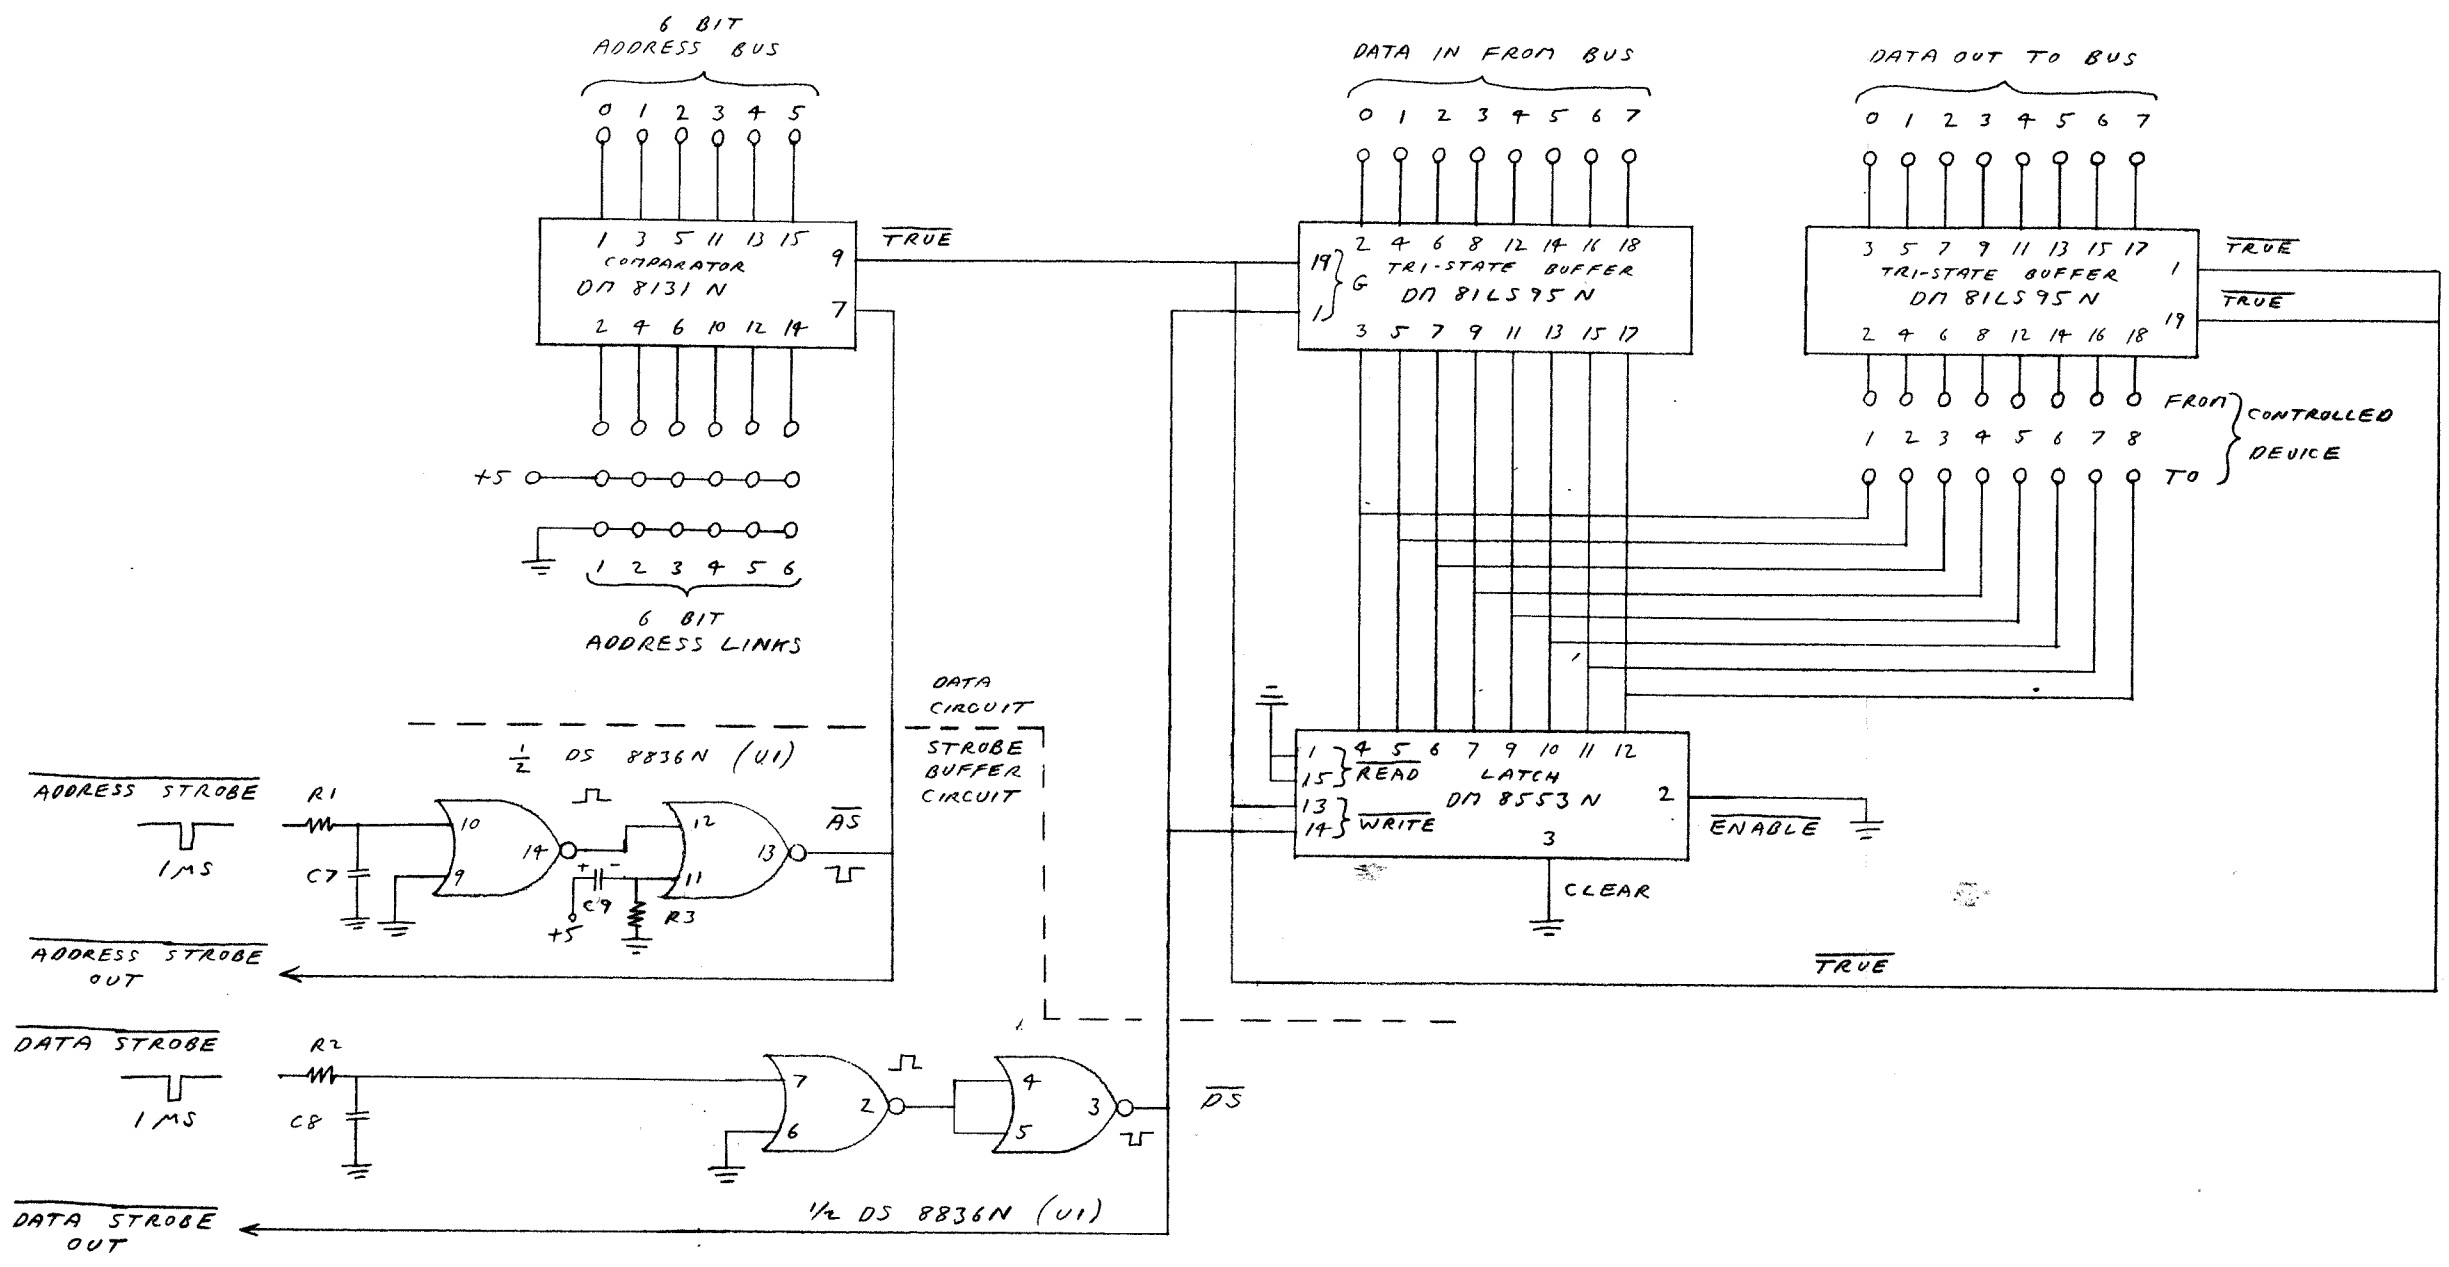 6 BIT
ADDRESS BUS
0 1 2 3 4 5
1 3 5 11 13 15
COMPARATOR
DM 8131 N
9
7
2 4 6 10 12 14
TRUE
+5
1 2 3 4 5 6
6 BIT
ADDRESS LINKS
DATA IN FROM BUS
0 1 2 3 4 5 6 7
2 4 6 8 12 14 16 18
19
1
G
TRI-STATE BUFFER
DM 81LS95N
3 5 7 9 11 13 15 17
DATA OUT TO BUS
0 1 2 3 4 5 6 7
3 5 7 9 11 13 15 17
TRI-STATE BUFFER
DM 81LS95N
1
19
2 4 6 8 12 14 16 18
TRUE
TRUE
FROM
1 2 3 4 5 6 7 8
TO
CONTROLLED
DEVICE
DATA
CIRCUIT
STROBE
BUFFER
CIRCUIT
1/2 DS 8836N (U1)
ADDRESS STROBE
1 MS
R1
C7
10
9
14
+ -
C9
+5
R3
12
11
13
AS
ADDRESS STROBE
OUT
1
15
READ
13
14
WRITE
4 5 6 7 9 10 11 12
LATCH
DM 8553 N
2
3
ENABLE
CLEAR
TRUE
DATA STROBE
1 MS
R2
C8
7
6
2
4
5
3
DS
1/2 DS 8836N (U1)
DATA STROBE
OUT